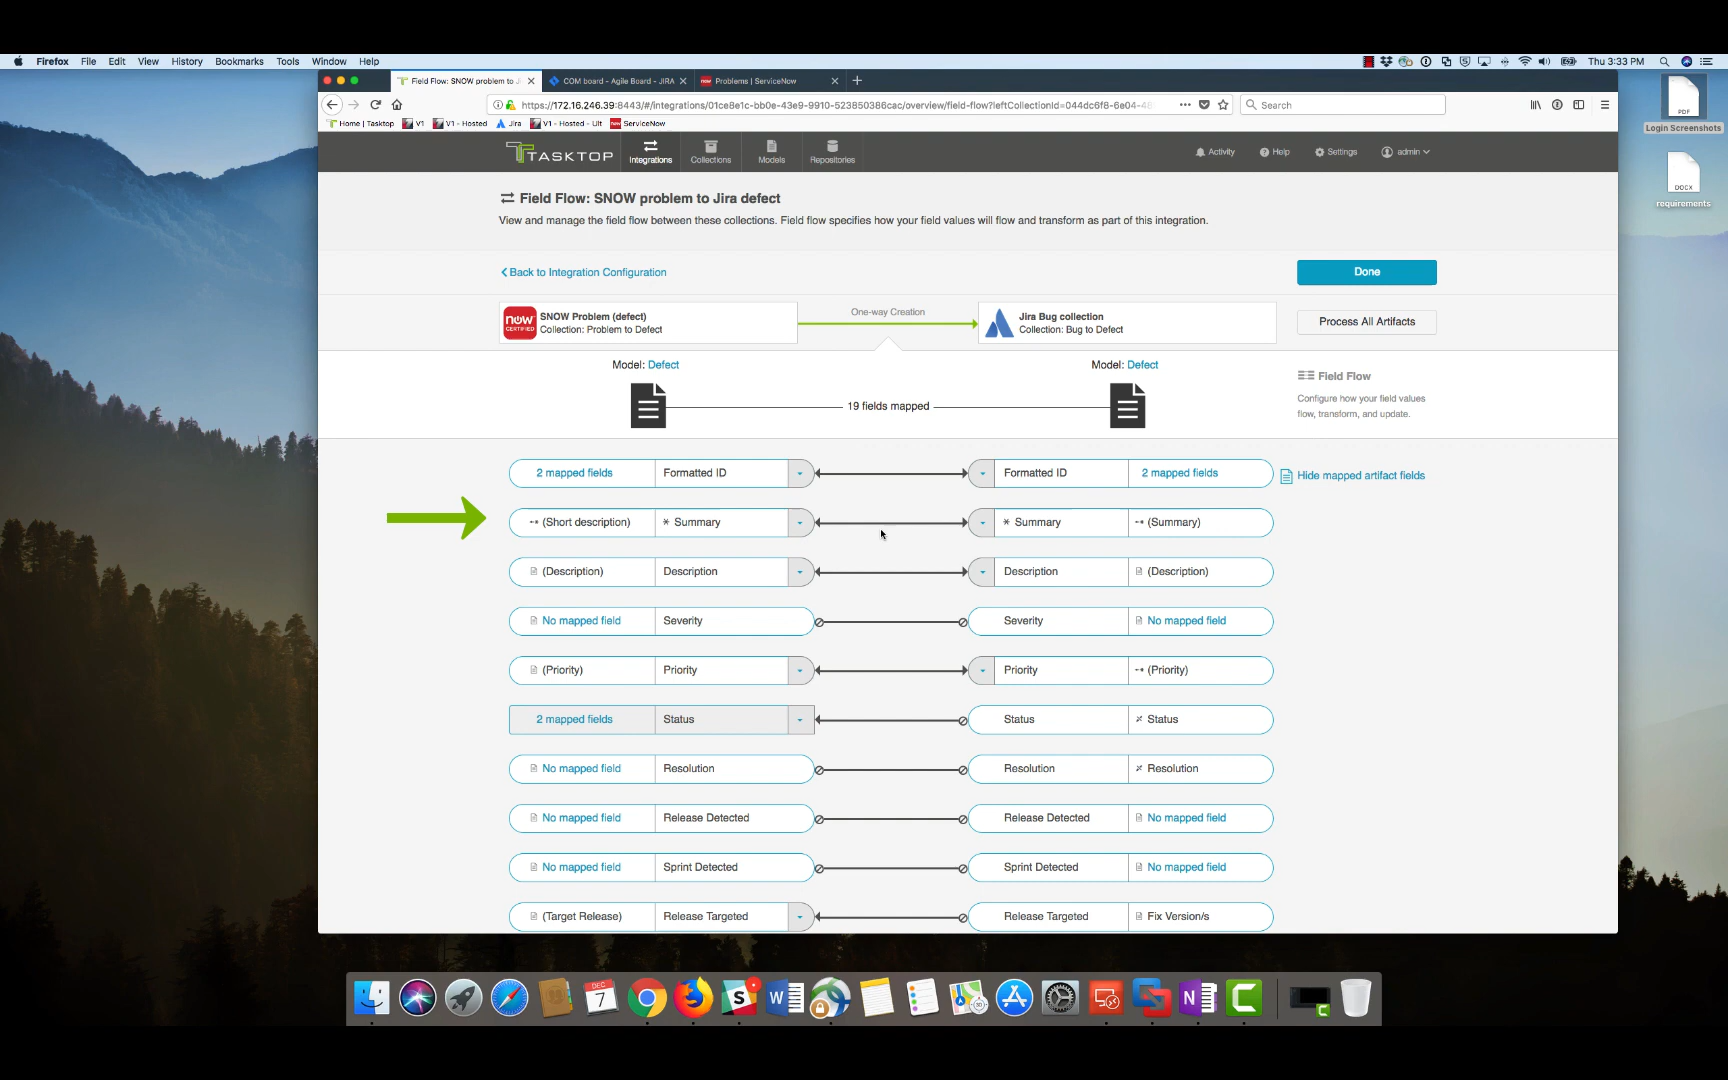 Firefox File Edit View History Bookmarks Tools Window Help
Thu 3:33 PM
Field Flow: SNOW problem to J
COM board - Agile Board - JIRA
Problems | ServiceNow
https://172.16.246.39:8443/#/integrations/01ce8e1c-bb0e-43e9-9910-523850386cac/overview/field-flow?leftCollectionId=044dc6f8-6e04-48
Search
Home | Tasktop V1 V1 - Hosted Jira V1 - Hosted - Ult ServiceNow
TASKTOP
Integrations Collections Models Repositories
Activity Help Settings admin
Field Flow: SNOW problem to Jira defect
View and manage the field flow between these collections. Field flow specifies how your field values will flow and transform as part of this integration.
Back to Integration Configuration
Done
now CERTIFIED
SNOW Problem (defect)
Collection: Problem to Defect
One-way Creation
Jira Bug collection
Collection: Bug to Defect
Process All Artifacts
Model: Defect
Model: Defect
19 fields mapped
Field Flow
Configure how your field values
flow, transform, and update.
2 mapped fields Formatted ID Formatted ID 2 mapped fields
Hide mapped artifact fields
(Short description) * Summary * Summary (Summary)
(Description) Description Description (Description)
No mapped field Severity Severity No mapped field
(Priority) Priority Priority (Priority)
2 mapped fields Status Status Status
No mapped field Resolution Resolution Resolution
No mapped field Release Detected Release Detected No mapped field
No mapped field Sprint Detected Sprint Detected No mapped field
(Target Release) Release Targeted Release Targeted Fix Version/s
PDF
Login Screenshots
DOCX
requirements
DEC
7
S
W
N
C